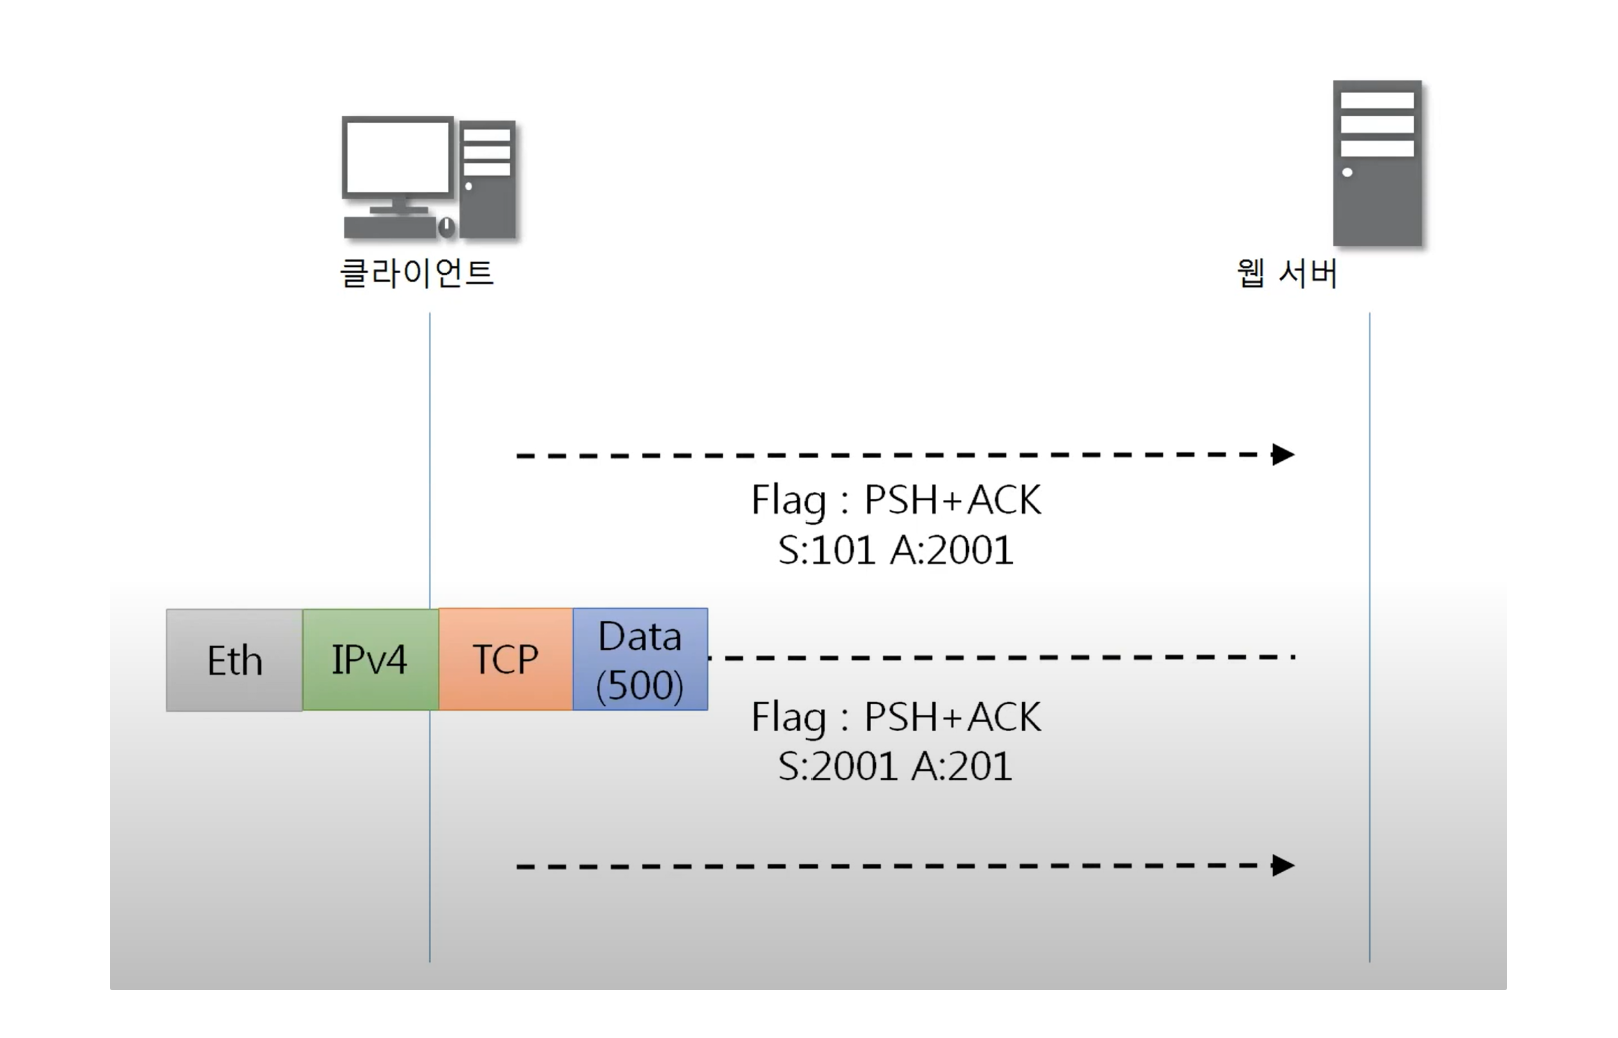 클라이언트
웹 서버
Flag : PSH+ACK
S:101 A:2001
Eth
IPv4
TCP
Data
(500)
Flag : PSH+ACK
S:2001 A:201